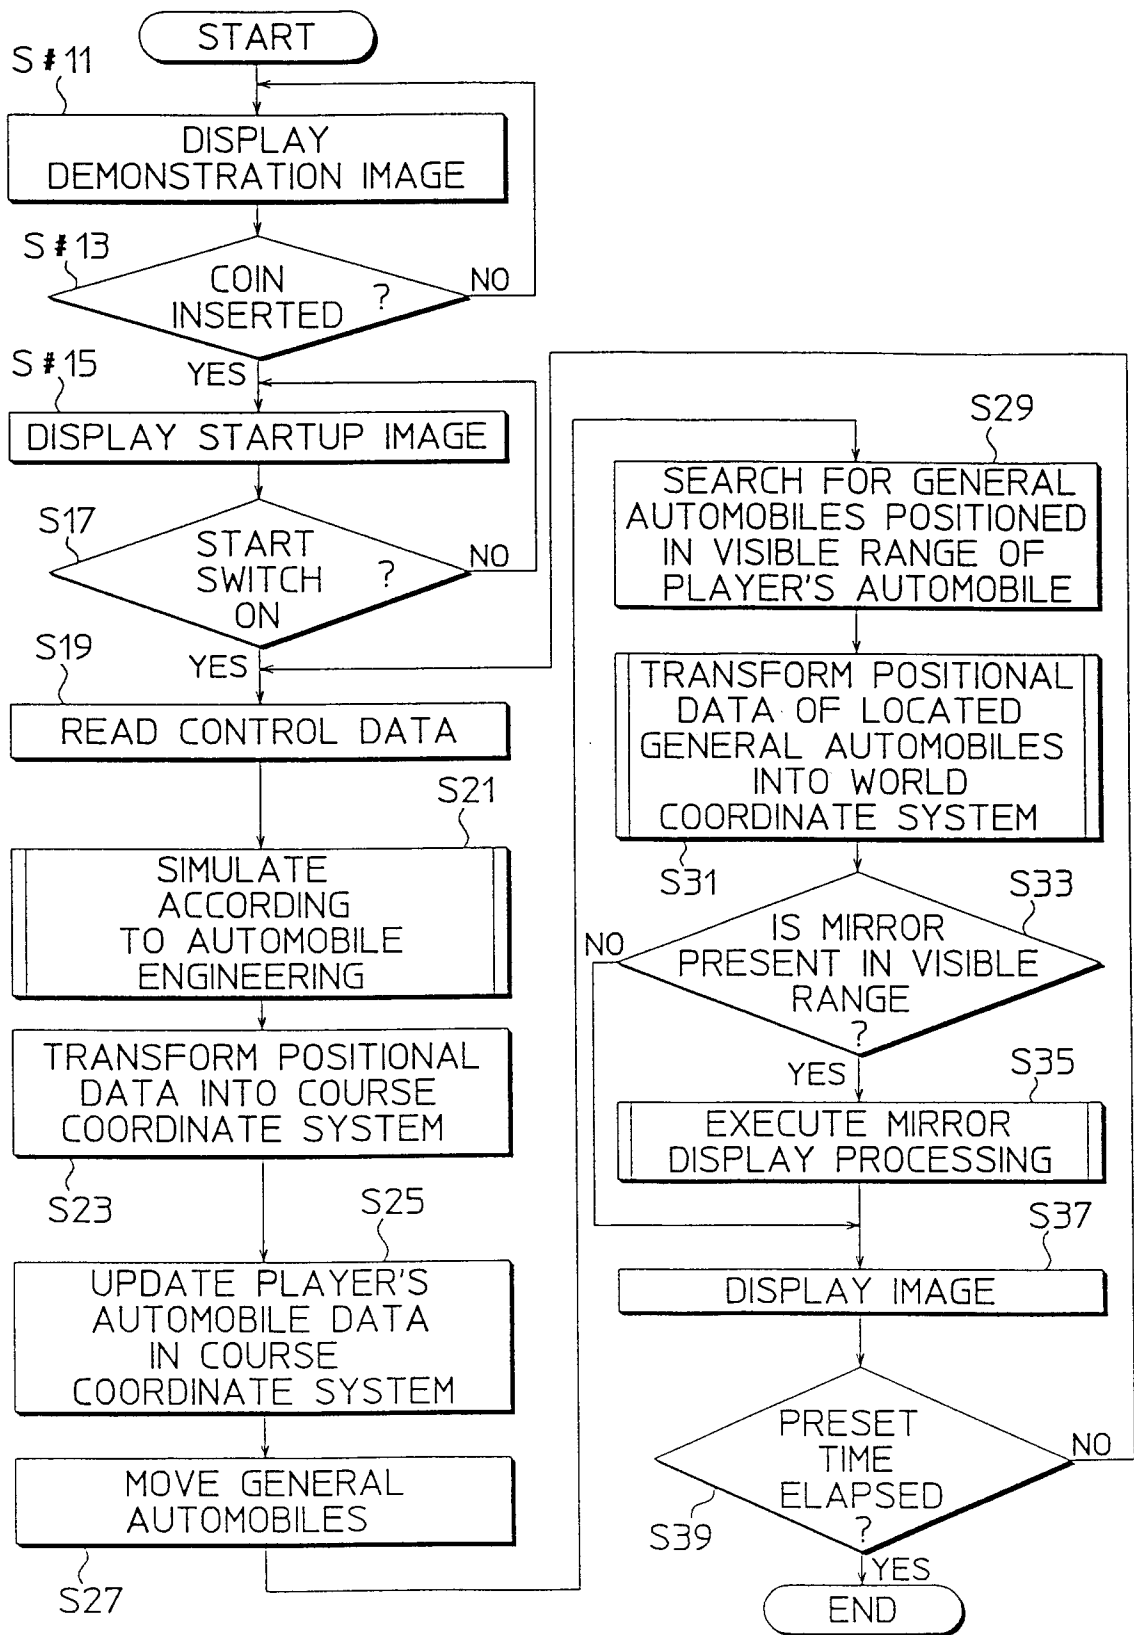 START
S#11
DISPLAY
DEMONSTRATION IMAGE
S#13
COIN
INSERTED
?
NO
YES
S#15
DISPLAY STARTUP IMAGE
S17
START
SWITCH
ON
?
NO
YES
S19
READ CONTROL DATA
S21
SIMULATE
ACCORDING
TO AUTOMOBILE
ENGINEERING
TRANSFORM POSITIONAL
DATA INTO COURSE
COORDINATE SYSTEM
S23
S25
UPDATE PLAYER'S
AUTOMOBILE DATA
IN COURSE
COORDINATE SYSTEM
MOVE GENERAL
AUTOMOBILES
S27
S29
SEARCH FOR GENERAL
AUTOMOBILES POSITIONED
IN VISIBLE RANGE OF
PLAYER'S AUTOMOBILE
TRANSFORM POSITIONAL
DATA OF LOCATED
GENERAL AUTOMOBILES
INTO WORLD
COORDINATE SYSTEM
S31
S33
IS MIRROR
PRESENT IN VISIBLE
RANGE
?
NO
YES
S35
EXECUTE MIRROR
DISPLAY PROCESSING
S37
DISPLAY IMAGE
PRESET
TIME
ELAPSED
?
NO
S39
YES
END